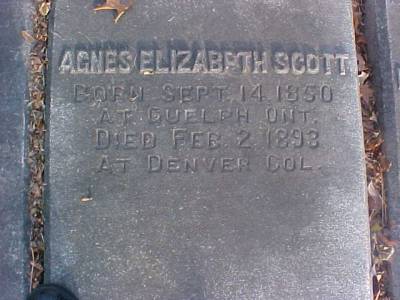 AGNES ELIZABETH SCOTT
BORN SEPT. 14 1850
AT GUELPH ONT.
DIED FEB. 2 1893
AT DENVER COL.